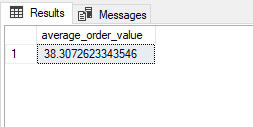 Results Messages
average_order_value
1 38.3072623343546